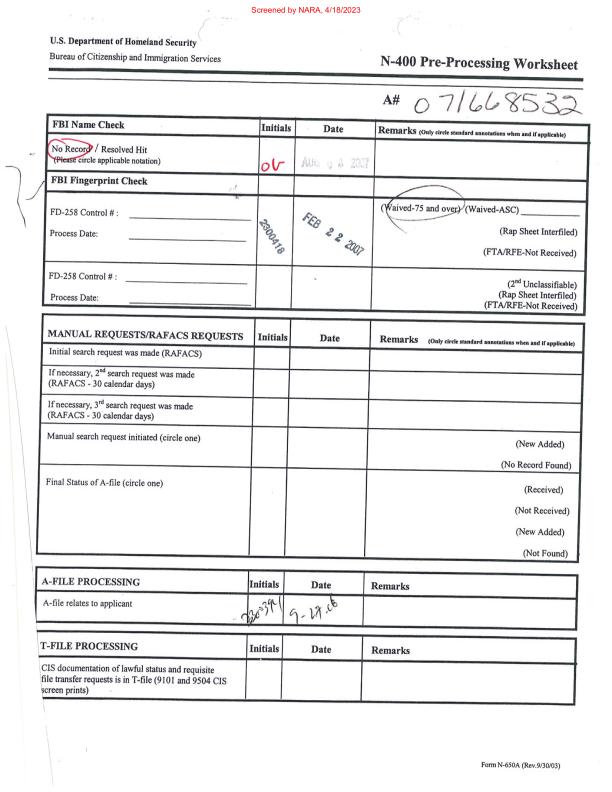 Screened by NARA, 4/18/2023
U.S. Department of Homeland Security
Bureau of Citizenship and Immigration Services
N-400 Pre-Processing Worksheet
A# 071668532
FBI Name Check Initials Date Remarks (Only circle standard annotations when and if applicable)
No Record / Resolved Hit
(Please circle applicable notation)
AUG 2 2007
FBI Fingerprint Check
FD-258 Control # : (Waived-75 and over) (Waived-ASC)
2300418 FEB 22 2007
Process Date: (Rap Sheet Interfiled)
(FTA/RFE-Not Received)
FD-258 Control # : (2nd Unclassifiable)
(Rap Sheet Interfiled)
Process Date: (FTA/RFE-Not Received)
MANUAL REQUESTS/RAFACS REQUESTS Initials Date Remarks (Only circle standard annotations when and if applicable)
Initial search request was made (RAFACS)
If necessary, 2nd search request was made
(RAFACS - 30 calendar days)
If necessary, 3rd search request was made
(RAFACS - 30 calendar days)
Manual search request initiated (circle one) (New Added)
(No Record Found)
Final Status of A-file (circle one) (Received)
(Not Received)
(New Added)
(Not Found)
A-FILE PROCESSING Initials Date Remarks
A-file relates to applicant 9-29-06
T-FILE PROCESSING Initials Date Remarks
CIS documentation of lawful status and requisite
file transfer requests is in T-file (9101 and 9504 CIS
screen prints)
Form N-650A (Rev.9/30/03)